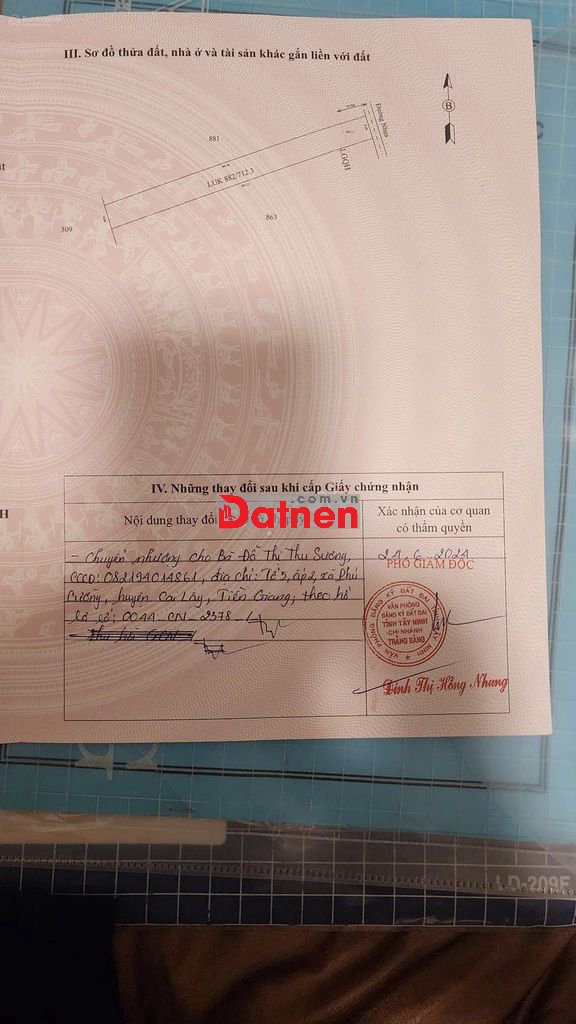 III. Sơ đồ thửa đất, nhà ở và tài sản khác gắn liền với đất
B
Đường Nhựa
881
LGQH
LUK 882/712.3
309
863
H
IV. Những thay đổi sau khi cấp Giấy chứng nhận
.com.vn
Datnen
Nội dung thay đổi
Xác nhận của cơ quan
có thẩm quyền
- Chuyển nhượng cho Bà Đỗ Thị Thu Sương,
CCCD: 082194014861, địa chỉ: Tổ 5, ấp 2, xã Phú
Cường, huyện Cai Lậy, Tiền Giang; theo hồ
sơ số: 0044-CN-2378-
24.6.2021
PHÓ GIÁM ĐỐC
VĂN PHÒNG
ĐĂNG KÝ ĐẤT ĐAI
TỈNH TÂY NINH
CHI NHÁNH
TRẢNG BÀNG
Đinh Thị Hồng Nhung
LD-209E